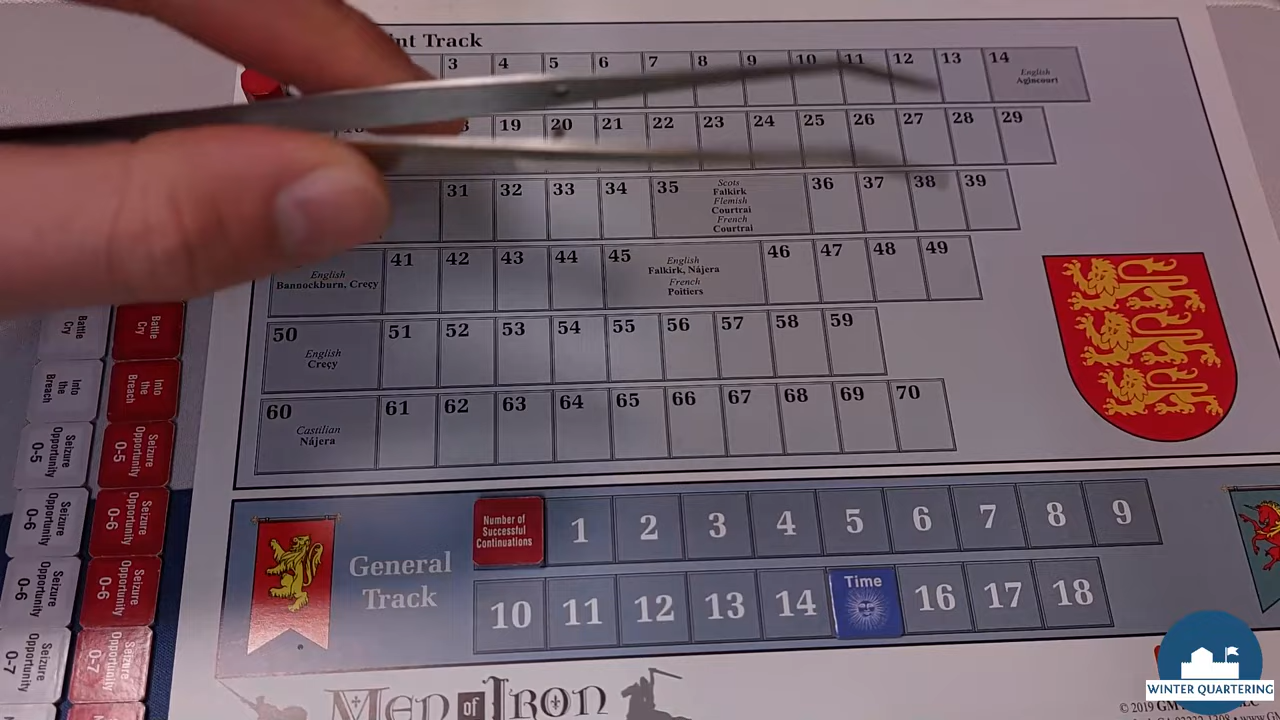 nt Track
3 4 5 6 7 8 9 10 11 12 13 14
English
Agincourt
19 20 21 22 23 24 25 26 27 28 29
31 32 33 34 35 36 37 38 39
Scots
Falkirk
Flemish
Courtrai
French
Courtrai
English
Bannockburn, Creçy
41 42 43 44 45 46 47 48 49
English
Falkirk, Nájera
French
Poitiers
50 51 52 53 54 55 56 57 58 59
English
Creçy
60 61 62 63 64 65 66 67 68 69 70
Castilian
Nájera
General
Track
Number of
Successful
Continuations
1 2 3 4 5 6 7 8 9
10 11 12 13 14 Time 16 17 18
Battle
Cry
Battle
Cry
Into
the
Breach
Into
the
Breach
Seizure
Opportunity
0-5
Seizure
Opportunity
0-5
Seizure
Opportunity
0-6
Seizure
Opportunity
0-6
Seizure
Opportunity
0-6
Seizure
Opportunity
0-6
Seizure
Opportunity
0-7
Seizure
Opportunity
0-7
Men of Iron
© 2019 GM
WINTER QUARTERING